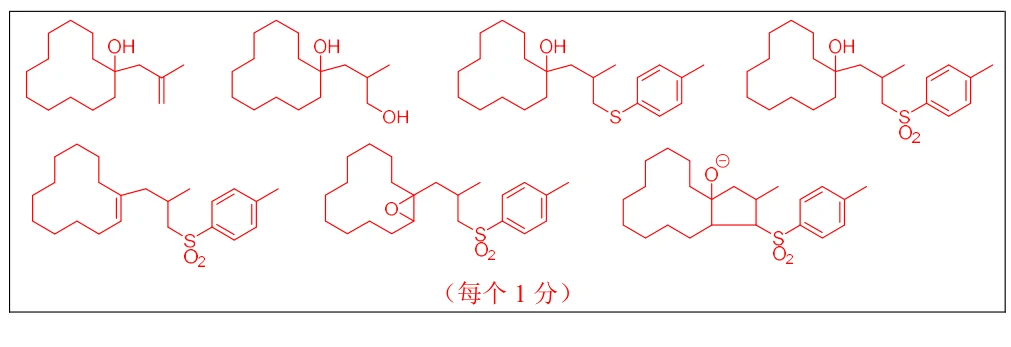 OH OH OH OH
OH S S
O₂
O O⊖
S S S
O₂ O₂ O₂
（每个 1 分）